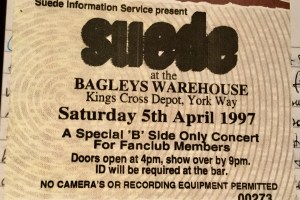 Suede Information Service present
suede
at the
BAGLEYS WAREHOUSE
Kings Cross Depot, York Way
Saturday 5th April 1997
A Special 'B' Side Only Concert
For Fanclub Members
Doors open at 4pm, show over by 9pm.
ID will be required at the bar.
NO CAMERA'S OR RECORDING EQUIPMENT PERMITTED
00273